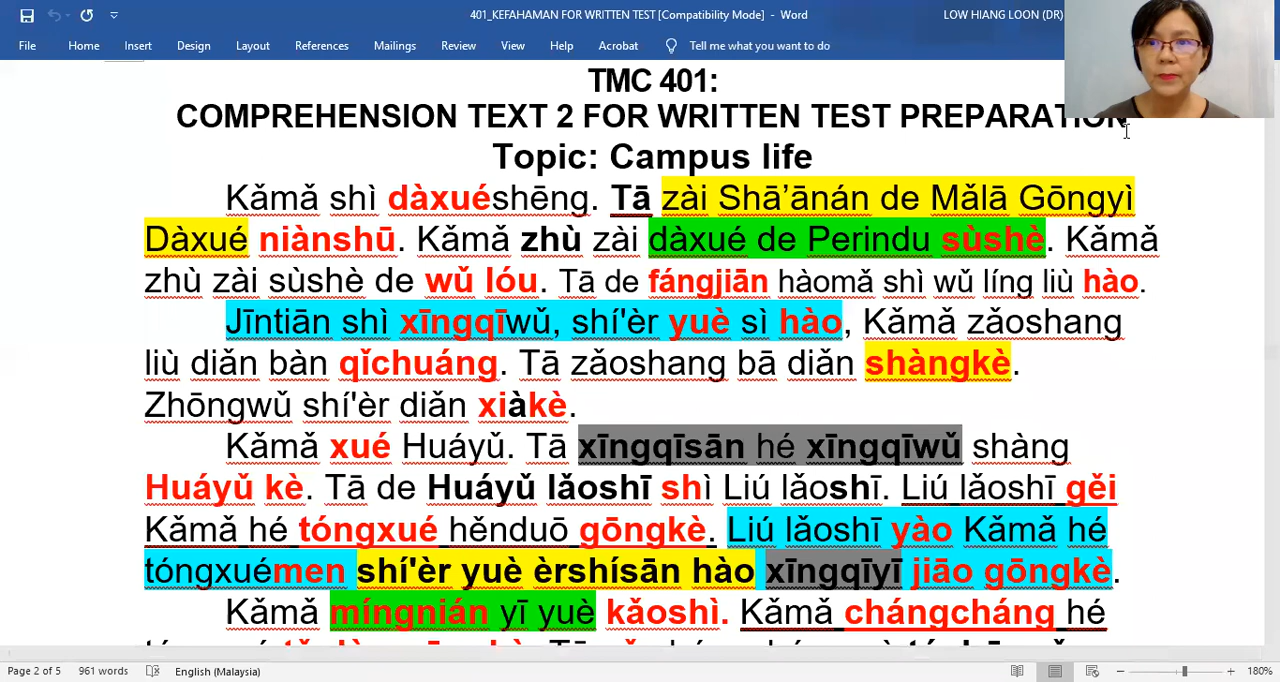 401_KEFAHAMAN FOR WRITTEN TEST [Compatibility Mode] - Word
LOW HIANG LOON (DR)
File Home Insert Design Layout References Mailings Review View Help Acrobat Tell me what you want to do
TMC 401:
COMPREHENSION TEXT 2 FOR WRITTEN TEST PREPARATION
Topic: Campus life
Kǎmǎ shì dàxuéshēng. Tā zài Shā’ānán de Mǎlā Gōngyì
Dàxué niànshū. Kǎmǎ zhù zài dàxué de Perindu sùshè. Kǎmǎ
zhù zài sùshè de wǔ lóu. Tā de fángjiān hàomǎ shì wǔ líng liù hào.
Jīntiān shì xīngqīwǔ, shí'èr yuè sì hào, Kǎmǎ zǎoshang
liù diǎn bàn qǐchuáng. Tā zǎoshang bā diǎn shàngkè.
Zhōngwǔ shí'èr diǎn xiàkè.
Kǎmǎ xué Huáyǔ. Tā xīngqīsān hé xīngqīwǔ shàng
Huáyǔ kè. Tā de Huáyǔ lǎoshī shì Liú lǎoshī. Liú lǎoshī gěi
Kǎmǎ hé tóngxué hěnduō gōngkè. Liú lǎoshī yào Kǎmǎ hé
tóngxuémen shí'èr yuè èrshísān hào xīngqīyī jiāo gōngkè.
Kǎmǎ míngnián yī yuè kǎoshì. Kǎmǎ chángcháng hé
Page 2 of 5 961 words English (Malaysia) 180%